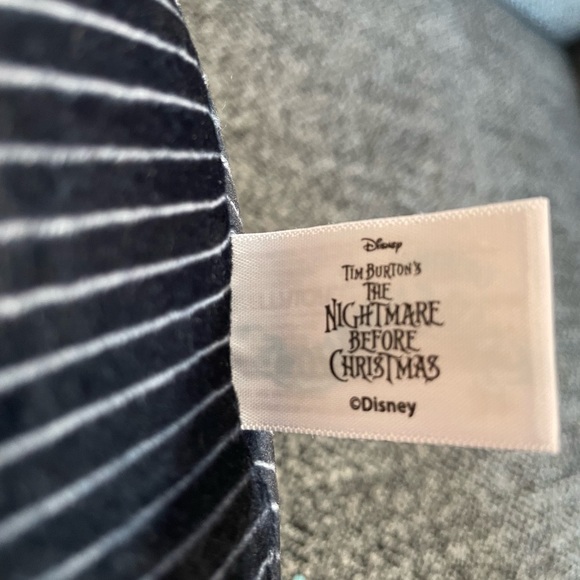 Disney
TIM BURTON'S
THE
NIGHTMARE
BEFORE
CHRISTMAS
©Disney